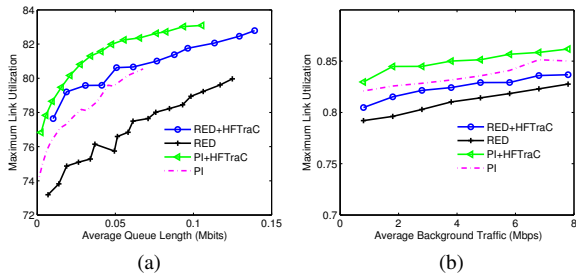 84
82
80
78
76
74
72
Maximum Link Utilization
RED+HFTraC
RED
PI+HFTraC
PI
0
0.05
0.1
0.15
Average Queue Length (Mbits)
(a)
0.85
0.8
0.75
0.7
Maximum Link Utilization
RED+HFTraC
RED
PI+HFTraC
PI
0
2
4
6
8
Average Background Traffic (Mbps)
(b)